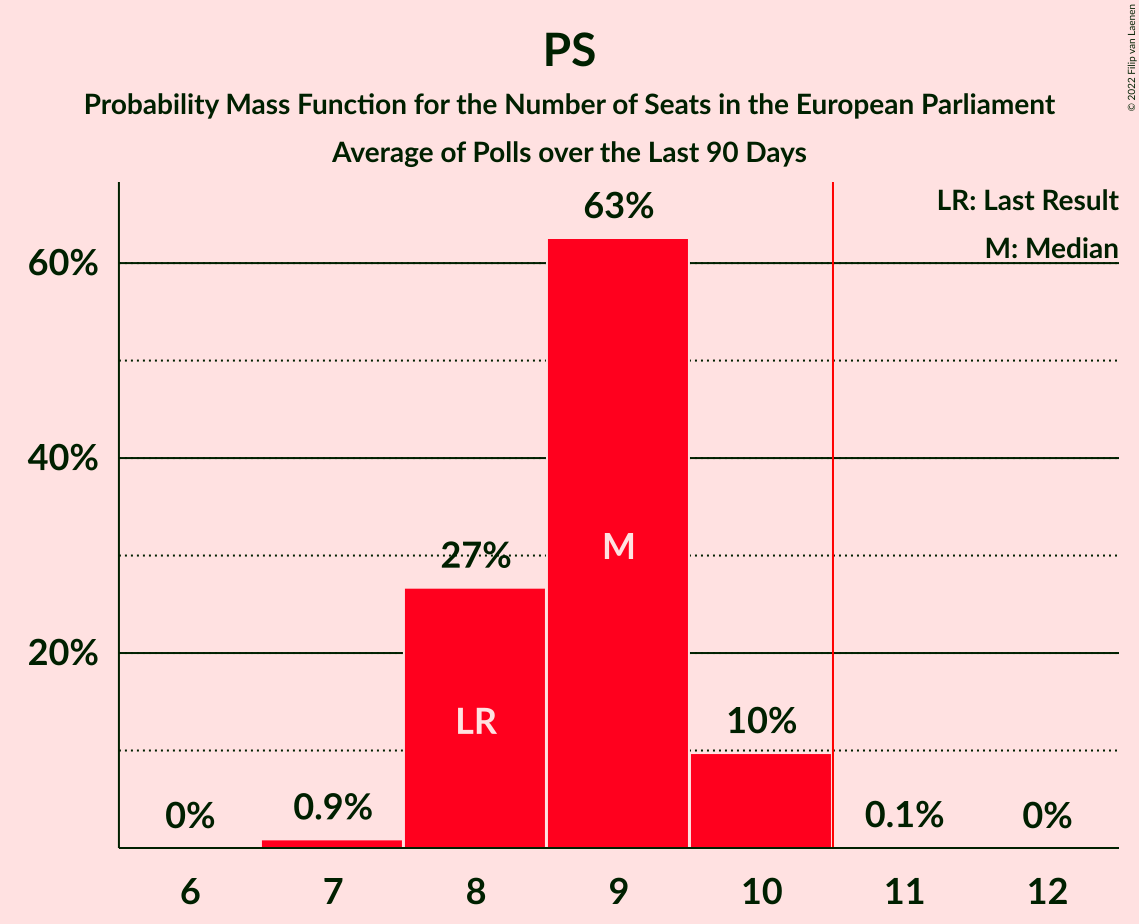 PS
Probability Mass Function for the Number of Seats in the European Parliament
Average of Polls over the Last 90 Days
© 2022 Filip van Laenen
LR: Last Result
M: Median
60%
40%
20%
0%
0.9%
27%
63%
10%
0.1%
0%
LR
M
6 7 8 9 10 11 12